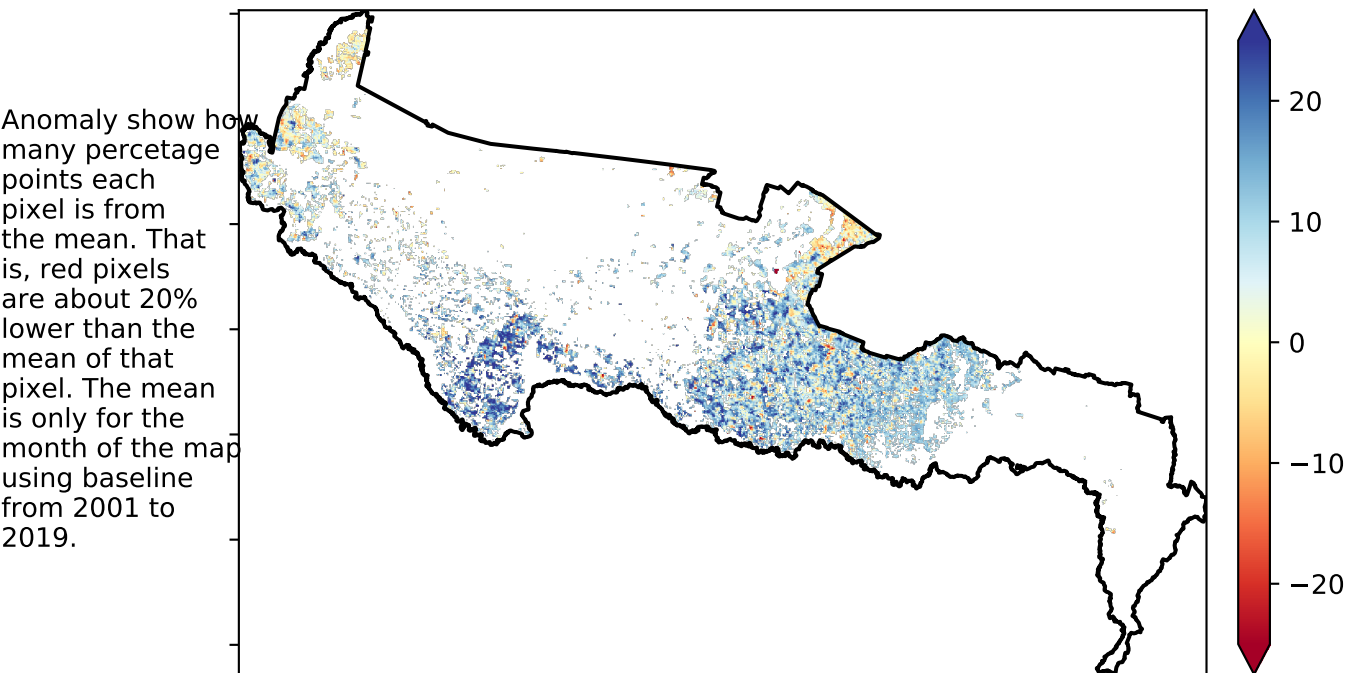 Anomaly show how
many percetage
points each
pixel is from
the mean. That
is, red pixels
are about 20%
lower than the
mean of that
pixel. The mean
is only for the
month of the map
using baseline
from 2001 to
2019.
20
10
0
−10
−20